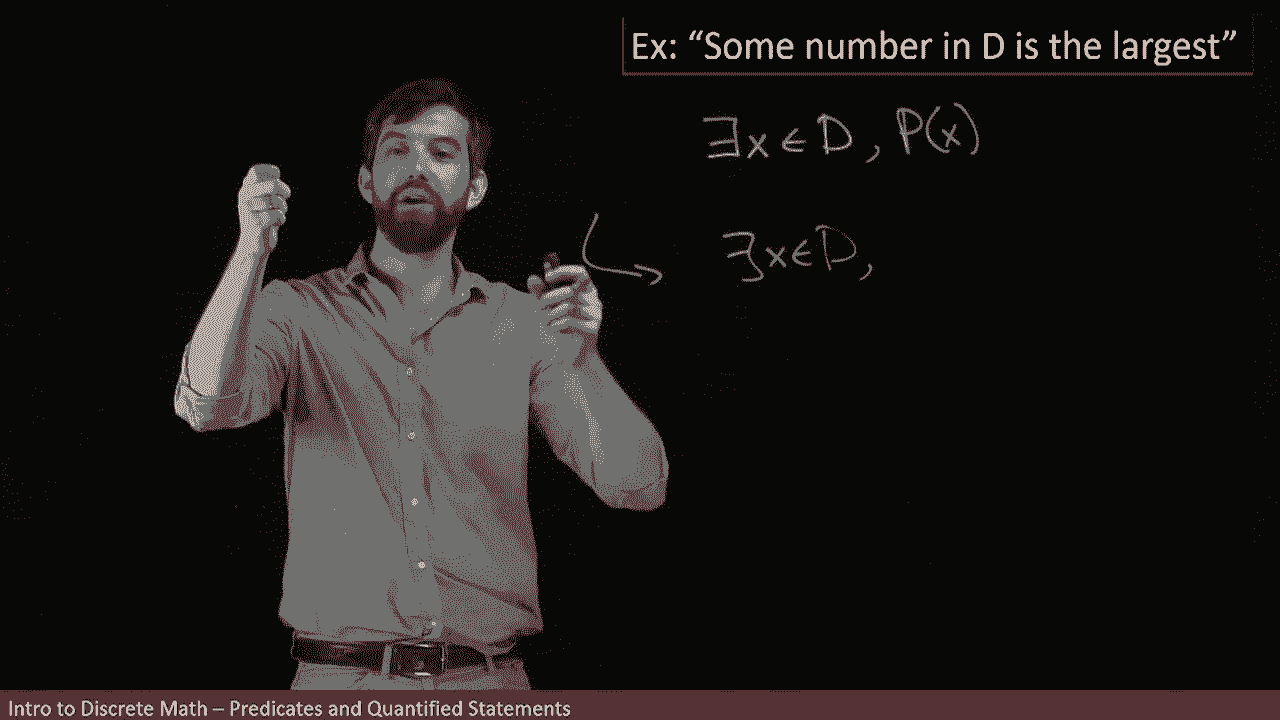 Ex: “Some number in D is the largest”
∃x ∈ D, P(x)
∃x∈D,
Intro to Discrete Math – Predicates and Quantified Statements